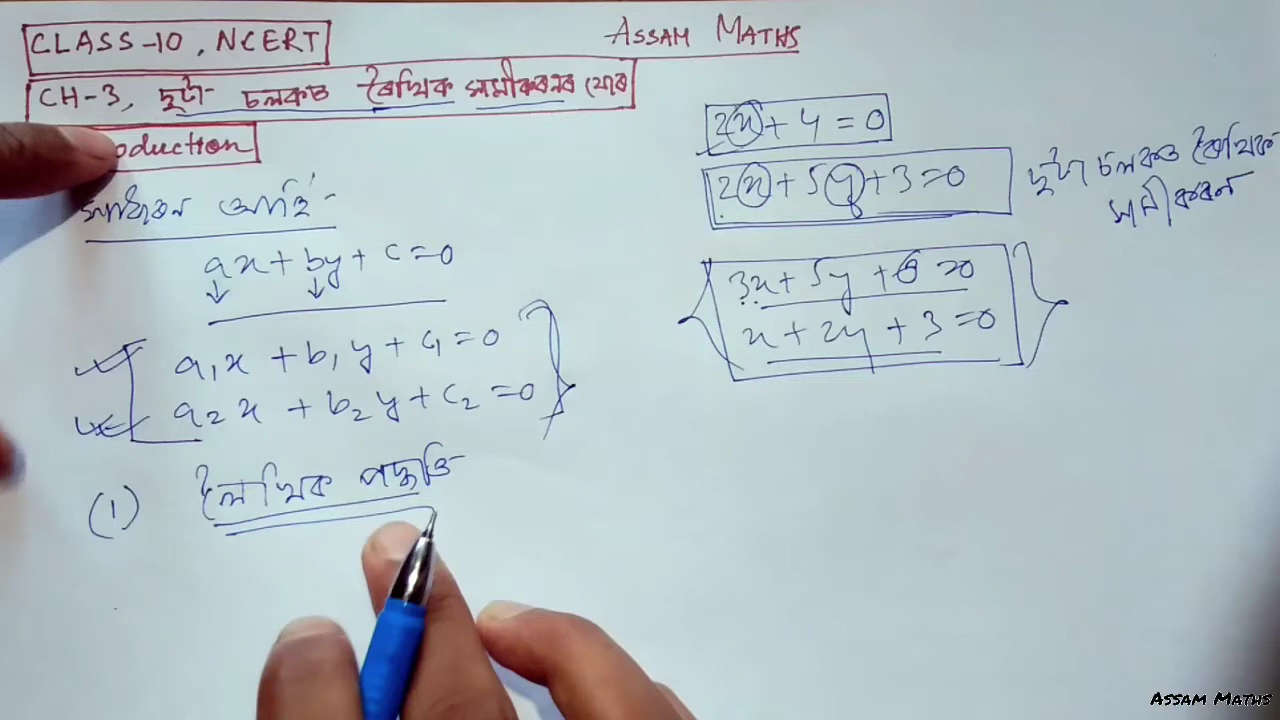 CLASS-10, NCERT
ASSAM MATHS
CH-3, দুটা চলকত ৰৈখিক সমীকৰণৰ যোৰ
oduction
সাধাৰণ আৰ্হি:-
ax + by + c = 0
a₁x + b₁y + c₁ = 0
a₂x + b₂y + c₂ = 0
(1) লৈখিক পদ্ধতি
2x + 4 = 0
2x + 5y + 3 = 0
দুটা চলকত ৰৈখিক
সমীকৰণ
3x + 5y + = 0
x + 2y + 3 = 0
ASSAM MATHS